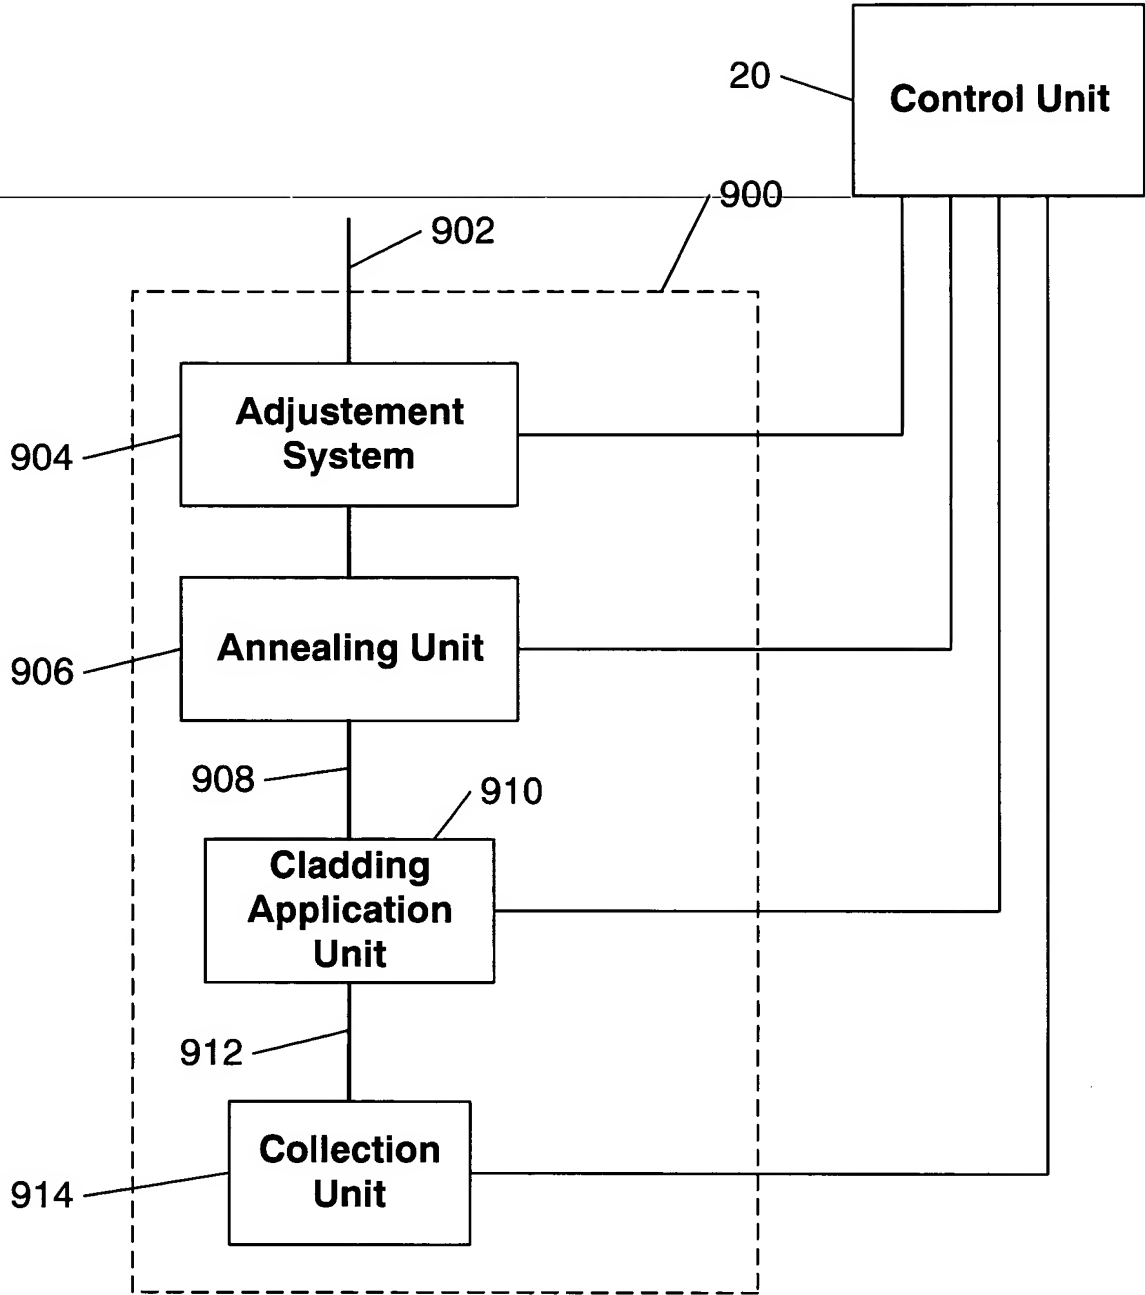 20
Control Unit
900
902
Adjustement
System
904
Annealing Unit
906
908
910
Cladding
Application
Unit
912
Collection
Unit
914